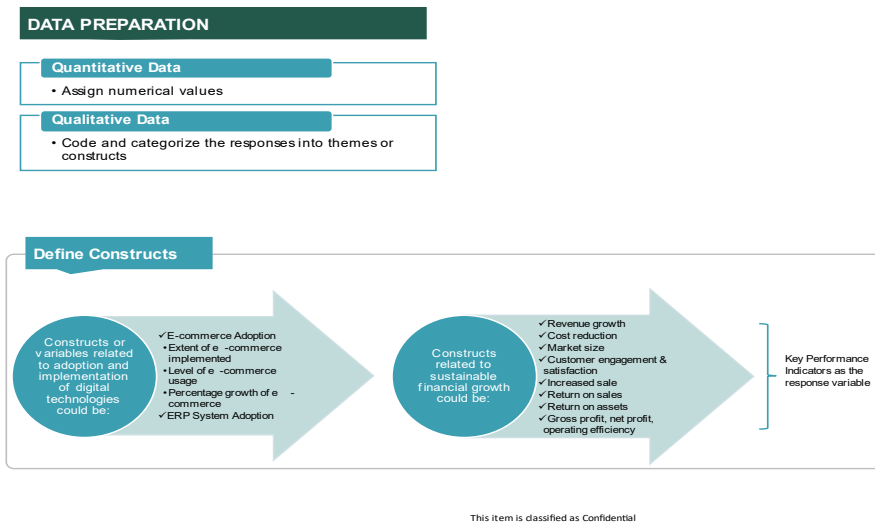 DATA PREPARATION
Quantitative Data
• Assign numerical values
Qualitative Data
• Code and categorize the responses into themes or
constructs
Define Constructs
Constructs or
variables related
to adoption and
implementation
of digital
technologies
could be:
✓E-commerce Adoption
•Extent of e -commerce
implemented
•Level of e -commerce
usage
•Percentage growth of e -
commerce
✓ERP System Adoption
Constructs
related to
sustainable
financial growth
could be:
✓Revenue growth
✓Cost reduction
✓Market size
✓Customer engagement &
satisfaction
✓Increased sale
✓Return on sales
✓Return on assets
✓Gross profit, net profit,
operating efficiency
Key Performance
Indicators as the
response variable
This item is classified as Confidential